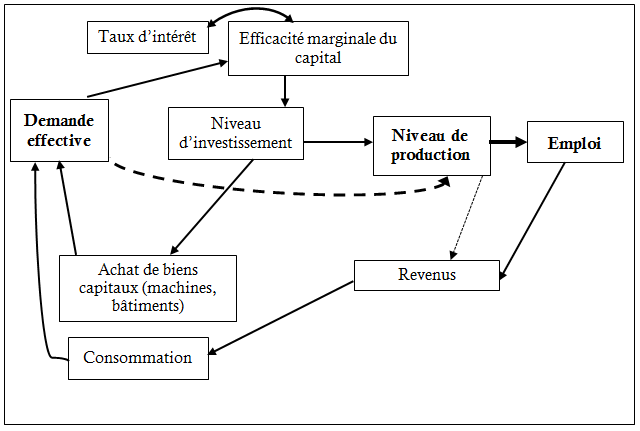 Taux d’intérêt
Efficacité marginale du
capital
Demande
effective
Niveau
d’investissement
Niveau de
production
Emploi
Achat de biens
capitaux (machines,
bâtiments)
Revenus
Consommation